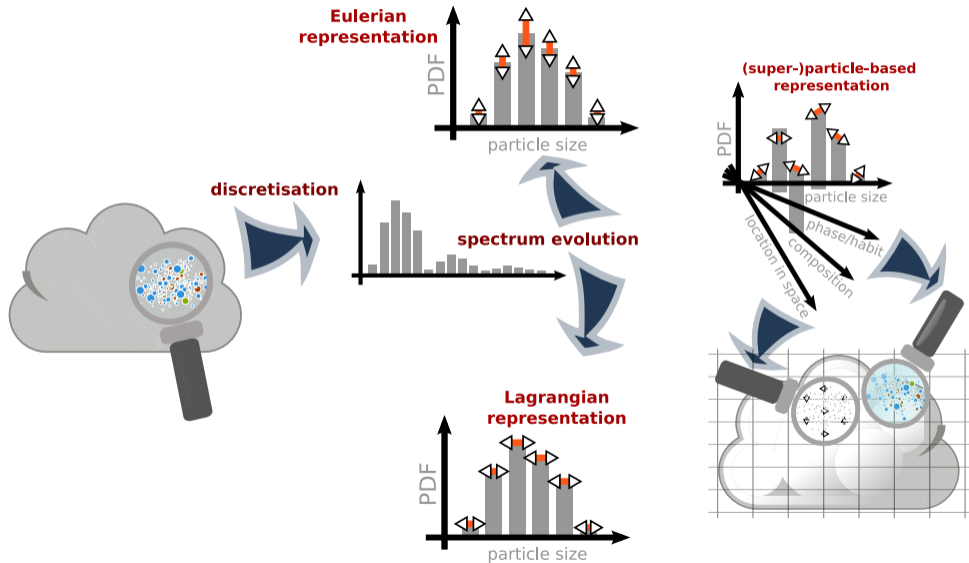 Eulerian
representation
PDF
particle size
discretisation
spectrum evolution
Lagrangian
representation
PDF
particle size
(super-)particle-based
representation
PDF
particle size
phase/habit
composition
location in space